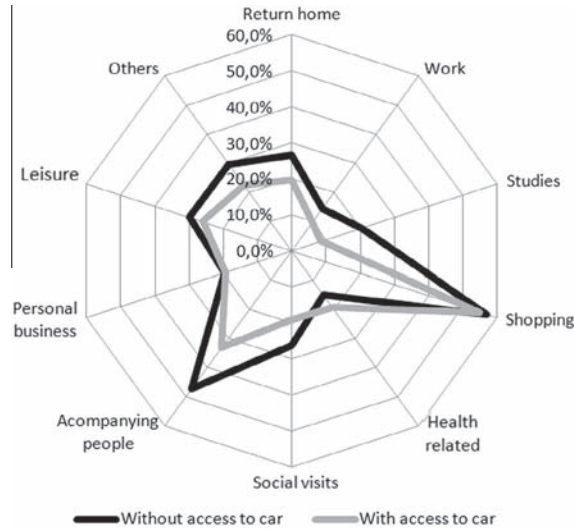 Return home
60,0%
50,0%
40,0%
30,0%
20,0%
10,0%
0,0%
Others
Work
Leisure
Studies
Personal
business
Shopping
Acompanying
people
Health
related
Social visits
Without access to car
With access to car